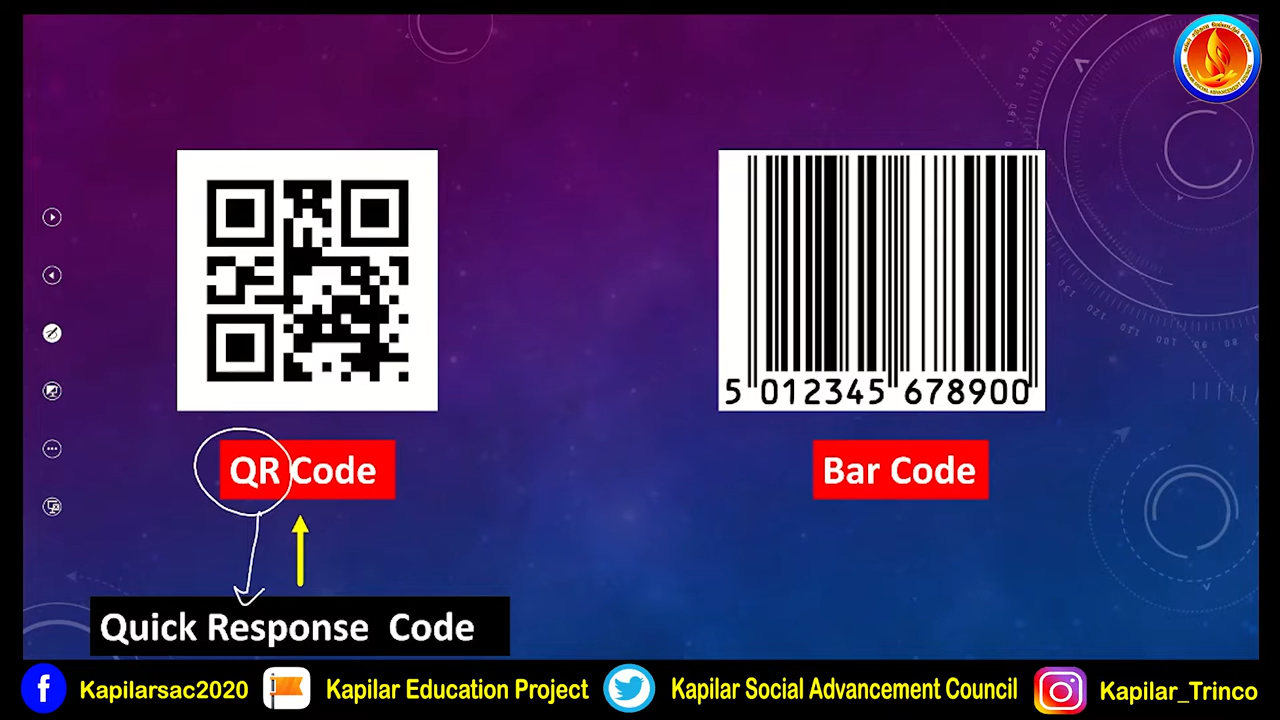 5 012345 678900
QR Code
Bar Code
Quick Response Code
Kapilarsac2020
Kapilar Education Project
Kapilar Social Advancement Council
Kapilar_Trinco